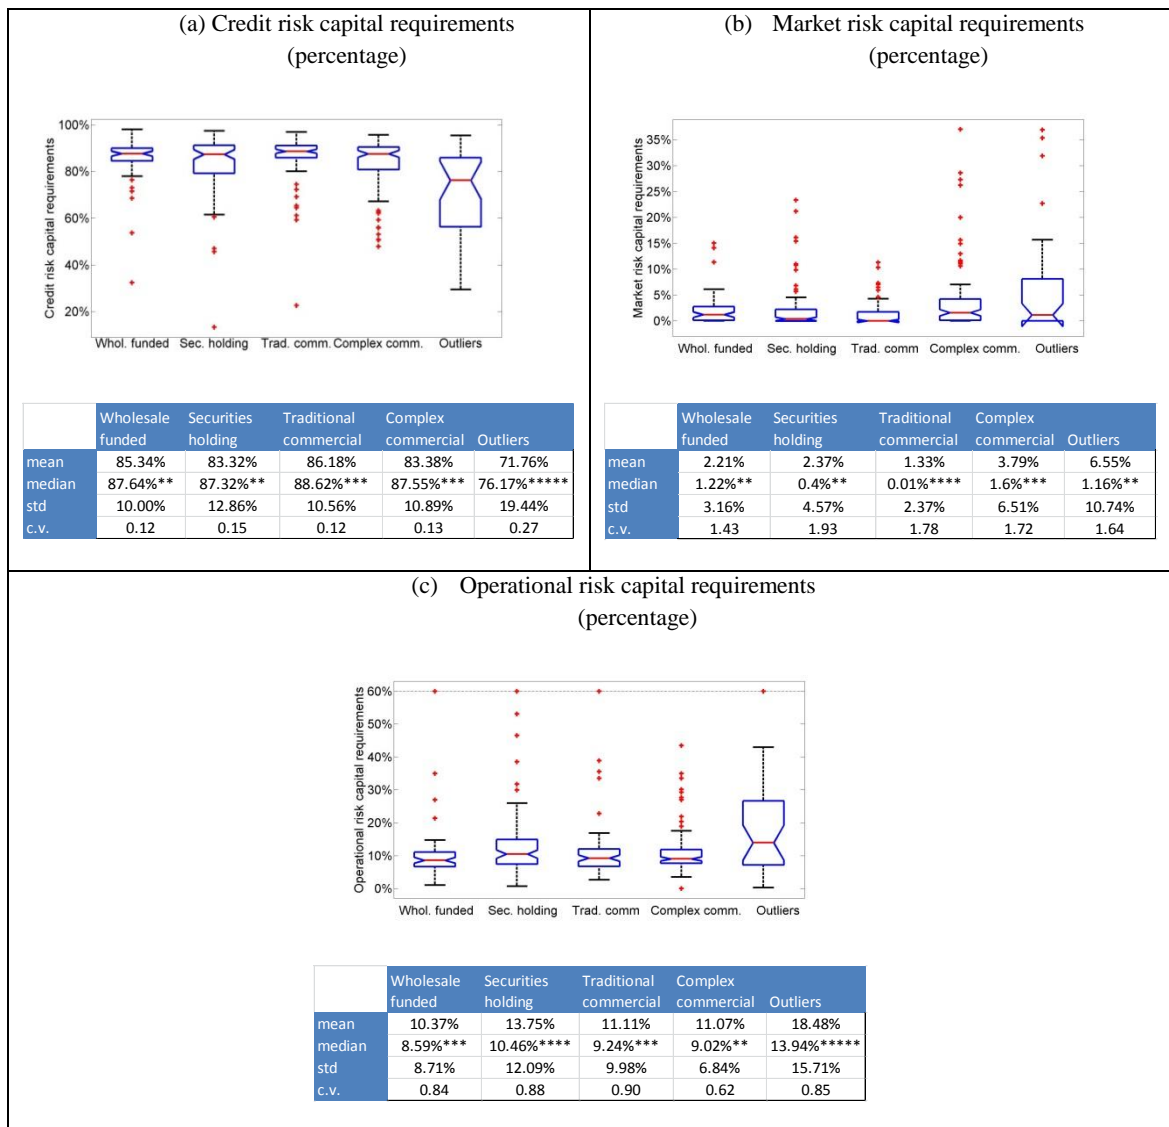 (a) Credit risk capital requirements
(percentage)
Credit risk capital requirements
100%
80%
60%
40%
20%
Whol. funded Sec. holding Trad. comm. Complex comm. Outliers
Wholesale funded Securities holding Traditional commercial Complex commercial Outliers
mean 85.34% 83.32% 86.18% 83.38% 71.76%
median 87.64%** 87.32%** 88.62%*** 87.55%*** 76.17%*****
std 10.00% 12.86% 10.56% 10.89% 19.44%
c.v. 0.12 0.15 0.12 0.13 0.27
(b) Market risk capital requirements
(percentage)
Market risk capital requirements
35%
30%
25%
20%
15%
10%
5%
0%
Whol. funded Sec. holding Trad. comm Complex comm. Outliers
Wholesale funded Securities holding Traditional commercial Complex commercial Outliers
mean 2.21% 2.37% 1.33% 3.79% 6.55%
median 1.22%** 0.4%** 0.01%**** 1.6%*** 1.16%**
std 3.16% 4.57% 2.37% 6.51% 10.74%
c.v. 1.43 1.93 1.78 1.72 1.64
(c) Operational risk capital requirements
(percentage)
Operational risk capital requirements
60%
50%
40%
30%
20%
10%
0%
Whol. funded Sec. holding Trad. comm Complex comm. Outliers
Wholesale funded Securities holding Traditional commercial Complex commercial Outliers
mean 10.37% 13.75% 11.11% 11.07% 18.48%
median 8.59%*** 10.46%**** 9.24%*** 9.02%** 13.94%*****
std 8.71% 12.09% 9.98% 6.84% 15.71%
c.v. 0.84 0.88 0.90 0.62 0.85